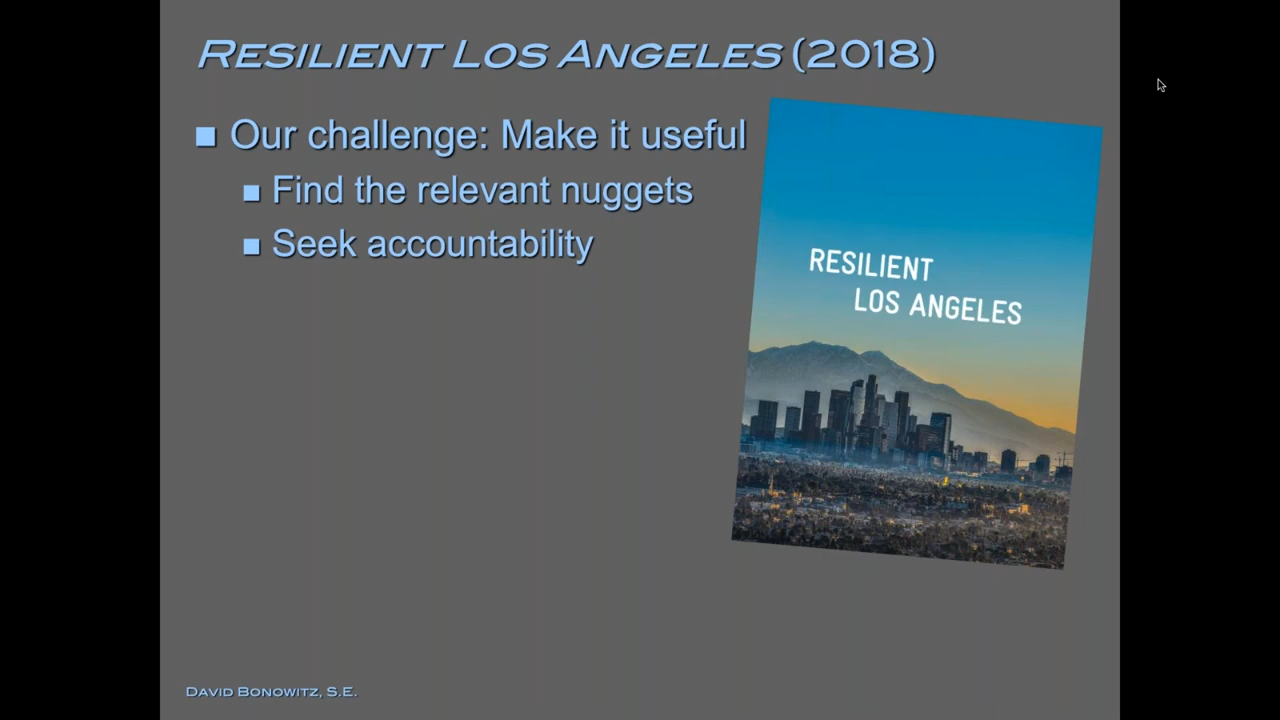 Resilient Los Angeles (2018)
Our challenge: Make it useful
Find the relevant nuggets
Seek accountability
RESILIENT
LOS ANGELES
David Bonowitz, S.E.